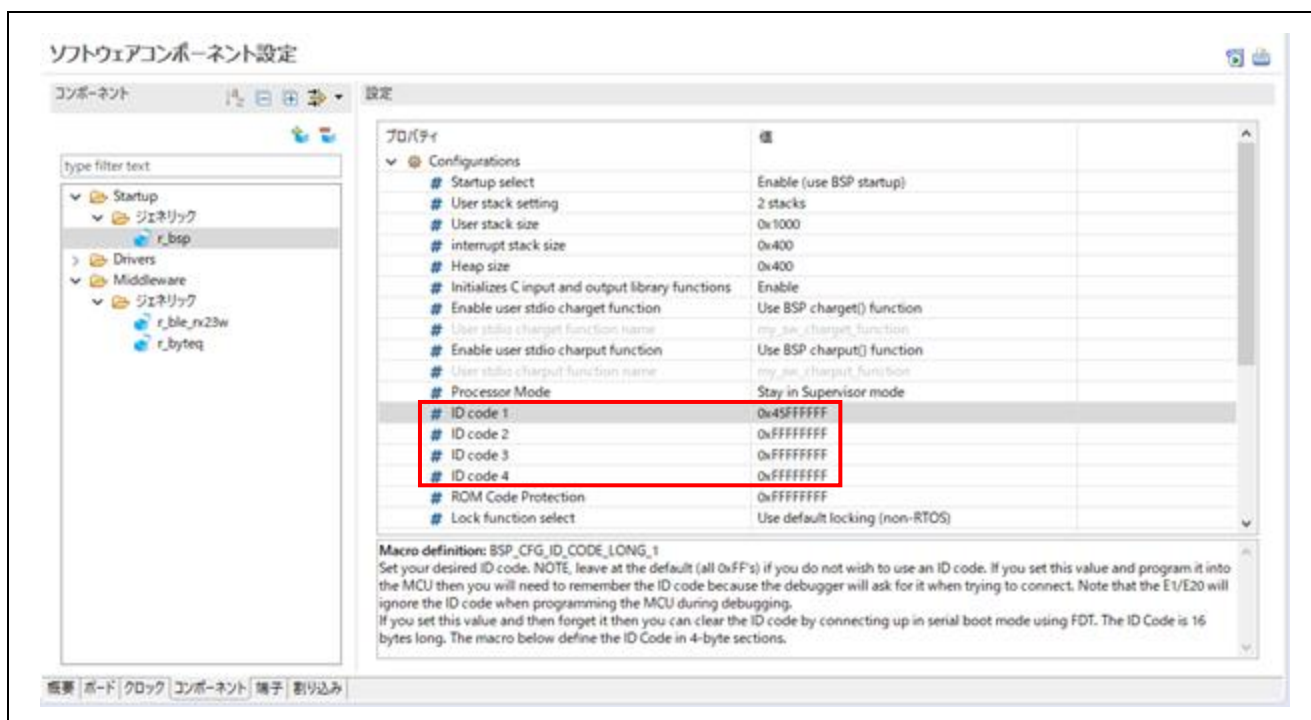 ソフトウェアコンポーネント設定
コンポーネント
設定
type filter text
Startup
ジェネリック
r_bsp
Drivers
Middleware
ジェネリック
r_ble_rx23w
r_byteq
プロパティ 値
Configurations
Startup select Enable (use BSP startup)
User stack setting 2 stacks
User stack size 0x1000
interrupt stack size 0x400
Heap size 0x400
Initializes C input and output library functions Enable
Enable user stdio charget function Use BSP charget() function
User stdio charget function name my_sw_charget_function
Enable user stdio charput function Use BSP charput() function
User stdio charput function name my_sw_charput_function
Processor Mode Stay in Supervisor mode
ID code 1 0x45FFFFFF
ID code 2 0xFFFFFFFF
ID code 3 0xFFFFFFFF
ID code 4 0xFFFFFFFF
ROM Code Protection 0xFFFFFFFF
Lock function select Use default locking (non-RTOS)
Macro definition: BSP_CFG_ID_CODE_LONG_1
Set your desired ID code. NOTE, leave at the default (all 0xFF's) if you do not wish to use an ID code. If you set this value and program it into
the MCU then you will need to remember the ID code because the debugger will ask for it when trying to connect. Note that the E1/E20 will
ignore the ID code when programming the MCU during debugging.
If you set this value and then forget it then you can clear the ID code by connecting up in serial boot mode using FDT. The ID Code is 16
bytes long. The macro below define the ID Code in 4-byte sections.
概要 ボード クロック コンポーネント 端子 割り込み